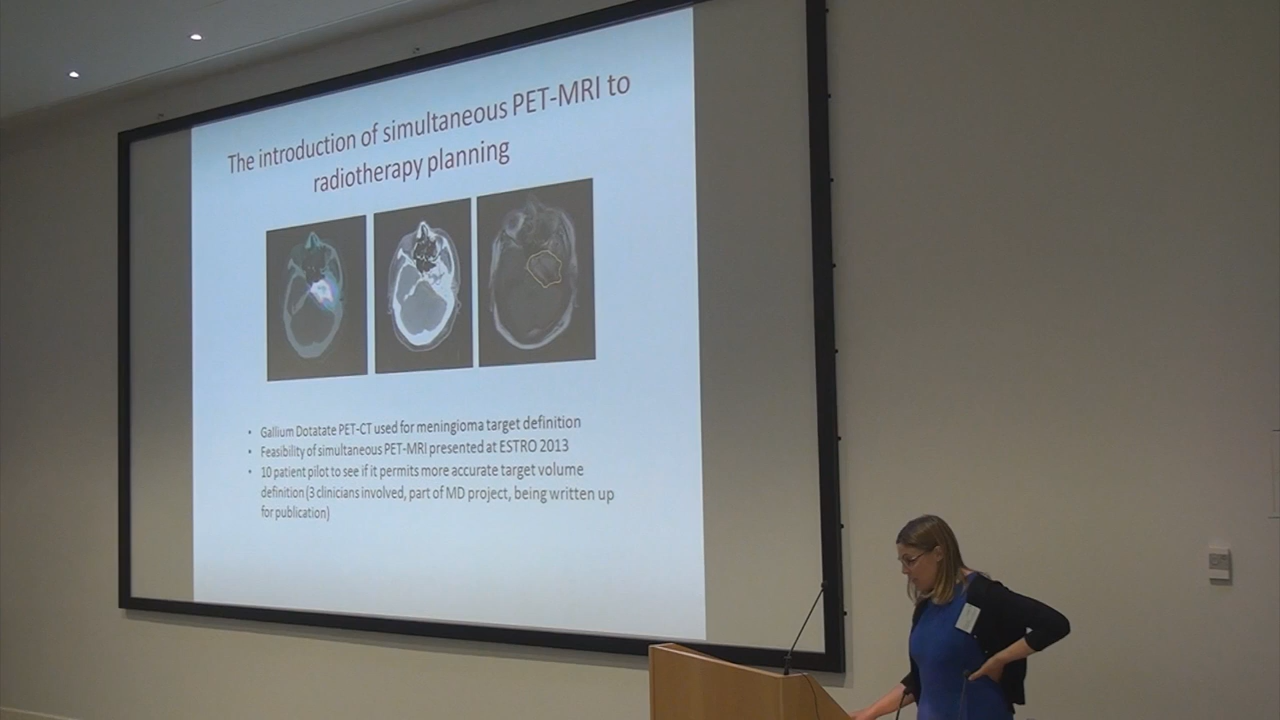 The introduction of simultaneous PET-MRI to
radiotherapy planning
• Gallium Dotatate PET-CT used for meningioma target definition
• Feasibility of simultaneous PET-MRI presented at ESTRO 2013
• 10 patient pilot to see if it permits more accurate target volume
definition (3 clinicians involved, part of MD project, being written up
for publication)